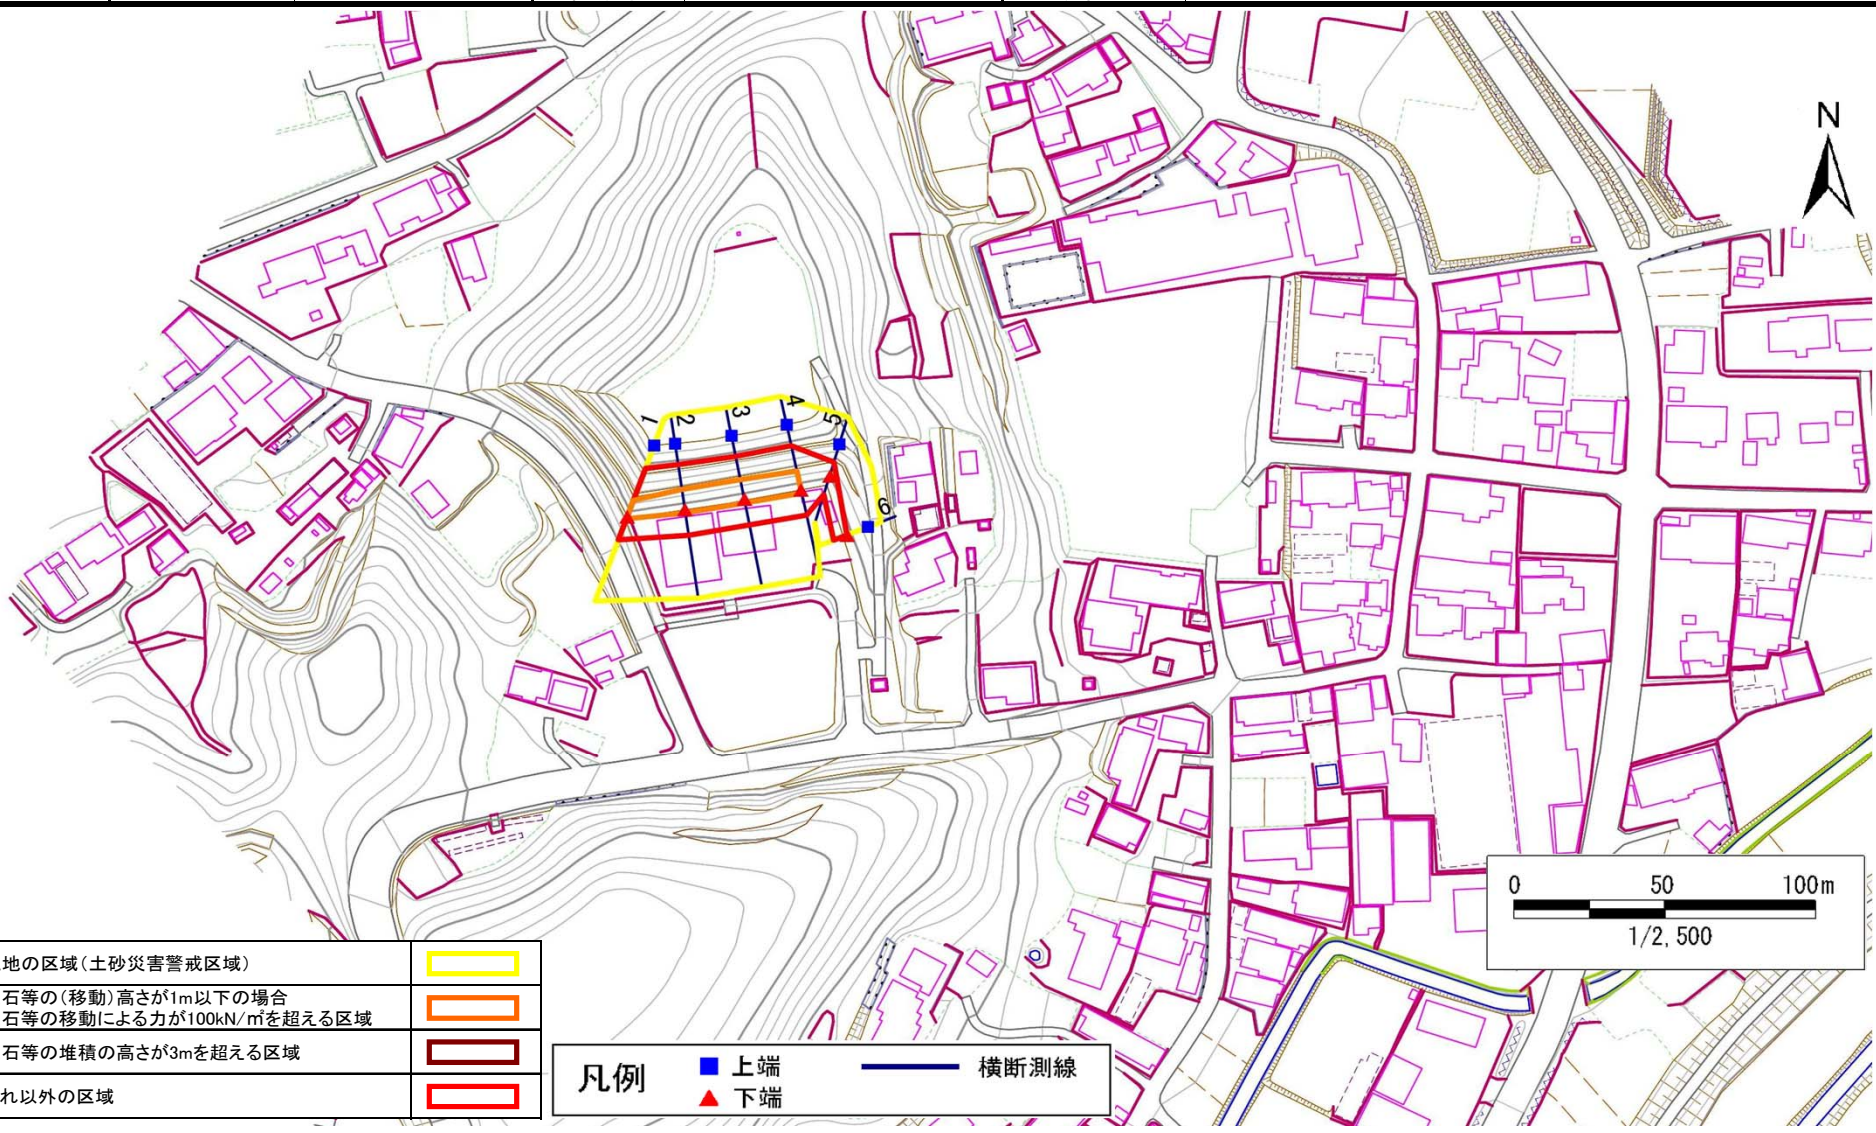 N
1
2
3
4
5
6
0 50 100m
1/2,500
地の区域(土砂災害警戒区域)
石等の(移動)高さが1m以下の場合
石等の移動による力が100kN/㎡を超える区域
石等の堆積の高さが3mを超える区域
れ以外の区域
凡例
上端
下端
横断測線